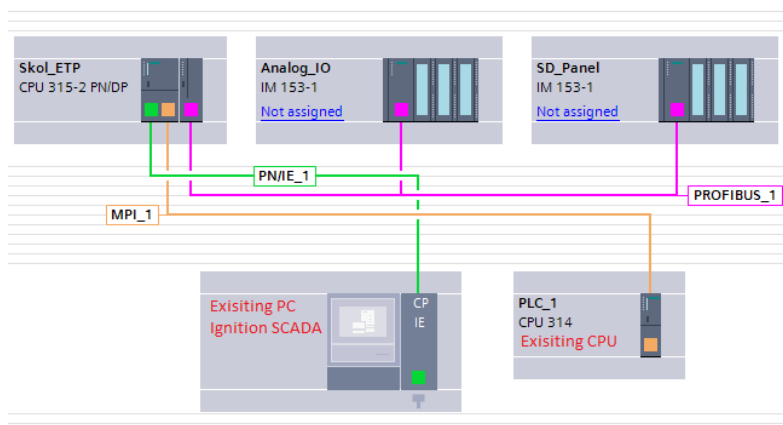 Skol_ETP
CPU 315-2 PN/DP
Analog_IO
IM 153-1
Not assigned
SD_Panel
IM 153-1
Not assigned
PN/IE_1
PROFIBUS_1
MPI_1
Exisiting PC
Ignition SCADA
CP
IE
PLC_1
CPU 314
Exisiting CPU